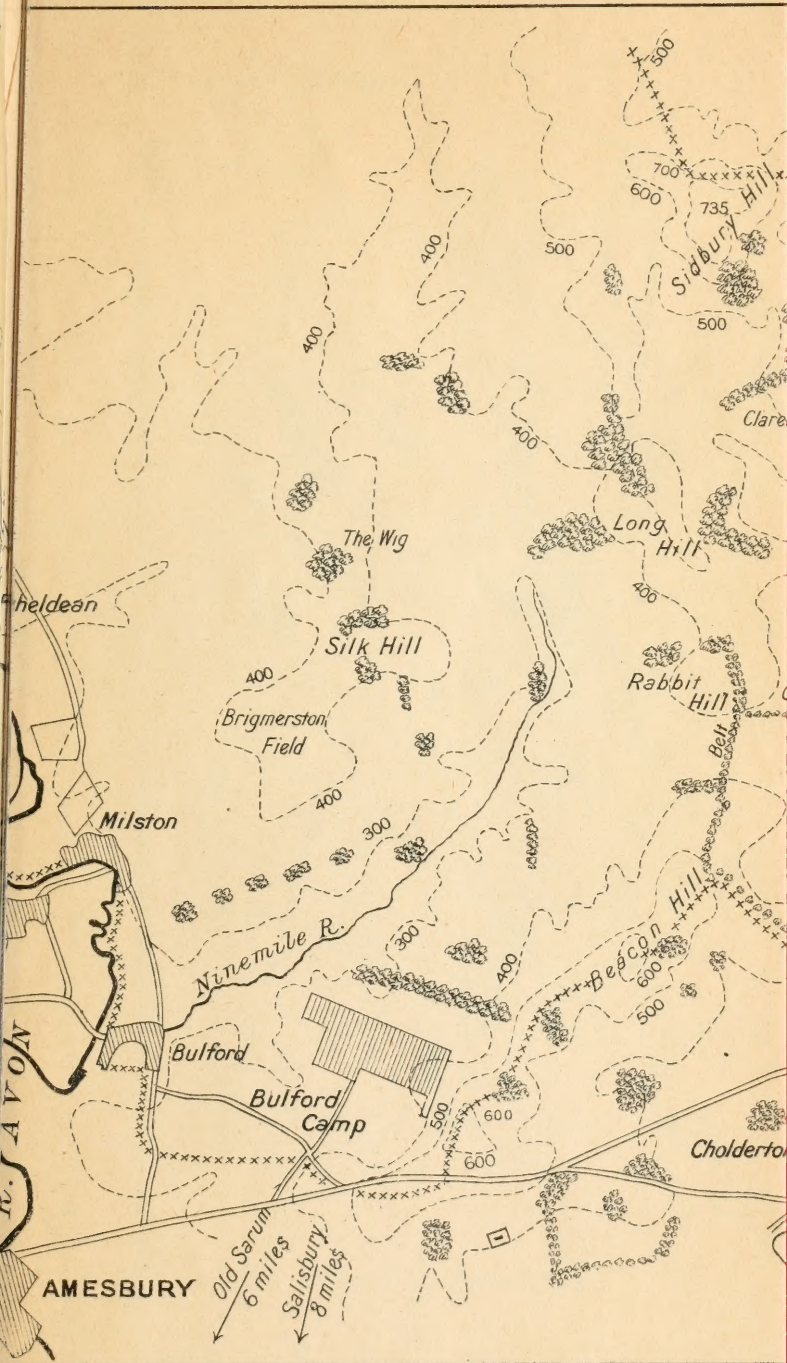 500
700
600
735
Sidbury Hill
500
500
400
400
400
Clare
The Wig
Long
Hill
400
heldean
Silk Hill
400
Rabbit
Hill
Brigmerston
Field
Belt
400
Milston
300
Beacon Hill
Ninemile R.
300
400
600
500
R. AVON
Bulford
Bulford
Camp
500
600
600
Cholderto
Old Sarum
6 miles
Salisbury
8 miles
AMESBURY